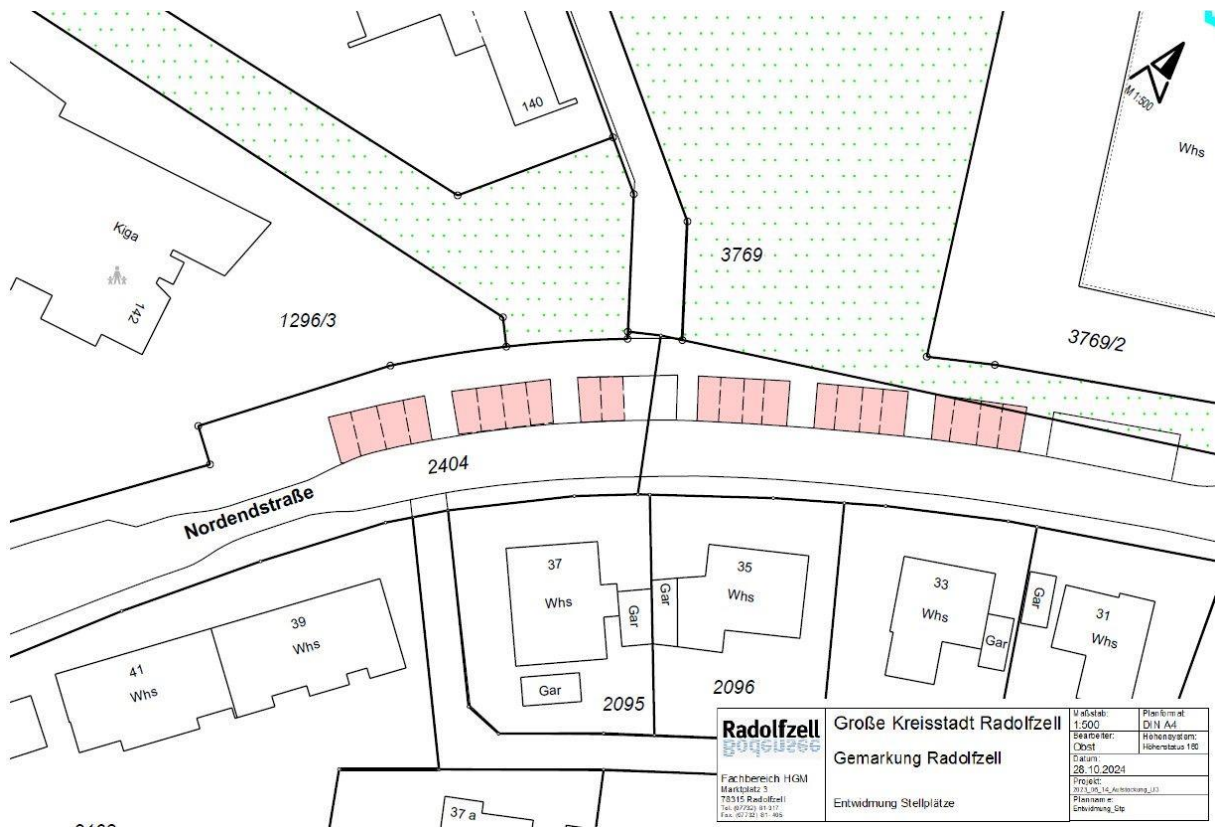 140
M 1:500
Whs
Kiga
142
1296/3
3769
3769/2
2404
Nordendstraße
37
Whs
Gar
Gar
35
Whs
Gar
33
Whs
Gar
Gar
31
Whs
39
Whs
41
Whs
2095
2096
37 a
Radolfzell
Fachbereich HGM
Marktplatz 3
78315 Radolfzell
Große Kreisstadt Radolfzell
Gemarkung Radolfzell
Entwidmung Stellplätze
Maßstab:
1:500
Planformat:
DIN A4
Bearbeiter:
Obst
Höhensystem:
Höhenstatus 160
Datum:
28.10.2024
Projekt:
Planname:
Entwidmung_Stp